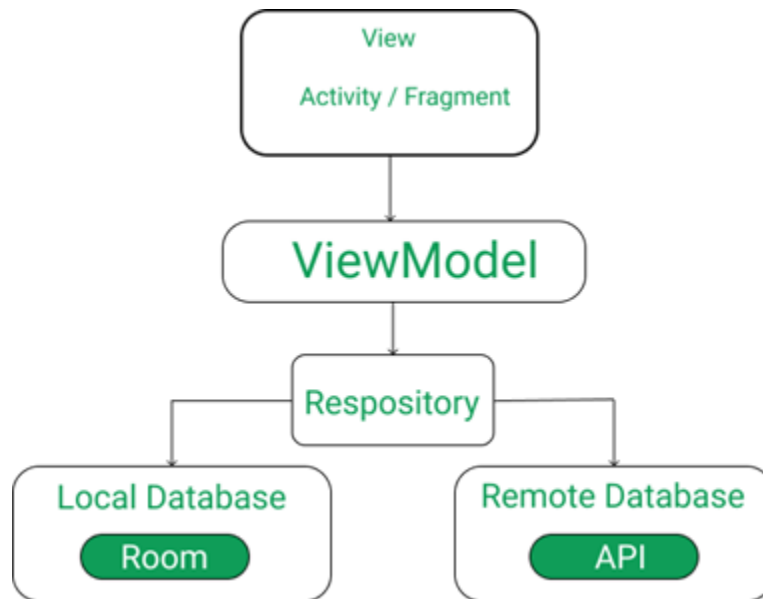 View
Activity / Fragment
ViewModel
Respository
Local Database
Room
Remote Database
API